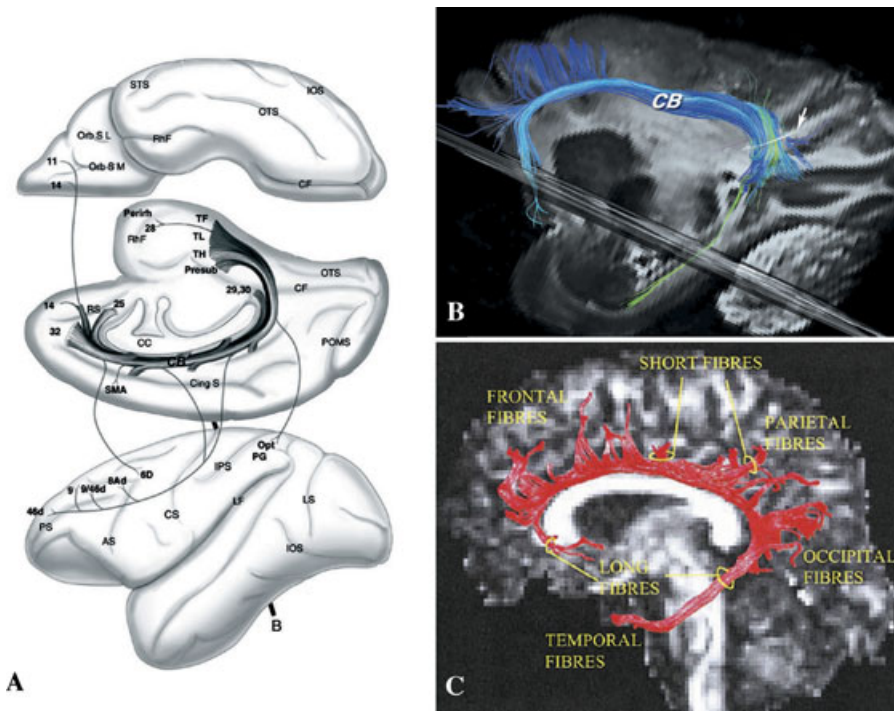 STS
IOS
OTS
Orb.S L
RhF
11
Orb S M
14
CF
Perirh
TF
28
RhF
TL
TH
OTS
Presub
CF
29,30
14
RS
25
32
CC
POMS
CB
SMA
Cing S
Opt
PG
6D
IPS
8Ad
9/46d
9
46d
LF
LS
PS
CS
AS
IOS
B
A
CB
B
SHORT FIBRES
FRONTAL
FIBRES
PARIETAL
FIBRES
OCCIPITAL
FIBRES
LONG
FIBRES
TEMPORAL
FIBRES
C